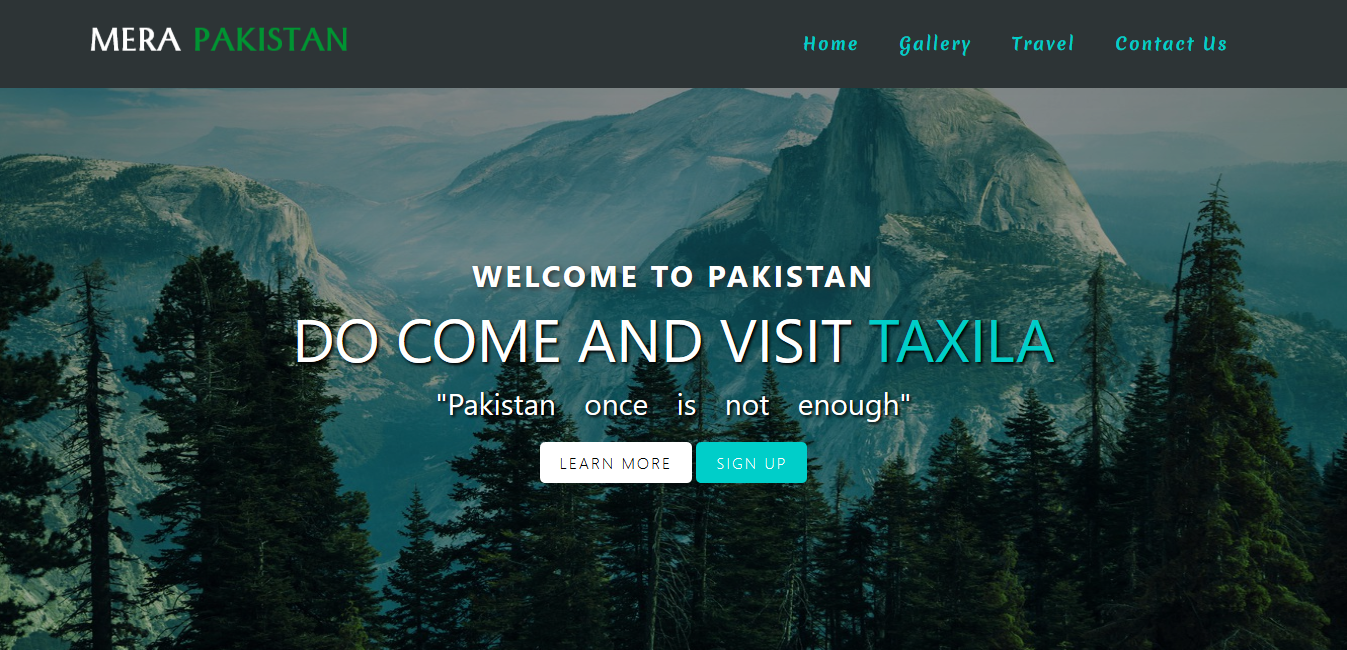 MERA PAKISTAN
Home Gallery Travel Contact Us
WELCOME TO PAKISTAN
DO COME AND VISIT TAXILA
"Pakistan once is not enough"
LEARN MORE SIGN UP